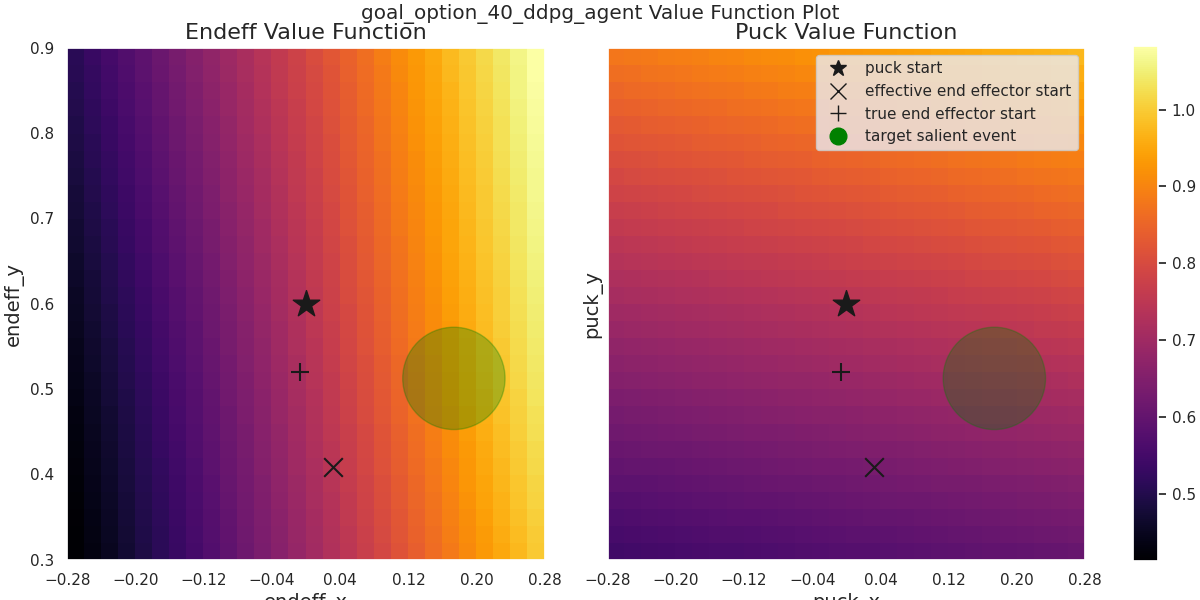 goal_option_40_ddpg_agent Value Function Plot
Endeff Value Function
Puck Value Function
0.9
0.8
0.7
0.6
0.5
0.4
0.3
endeff_y
−0.28
−0.20
−0.12
−0.04
0.04
0.12
0.20
0.28
endeff_x
puck start
effective end effector start
true end effector start
target salient event
puck_y
−0.28
−0.20
−0.12
−0.04
0.04
0.12
0.20
0.28
puck_x
1.0
0.9
0.8
0.7
0.6
0.5